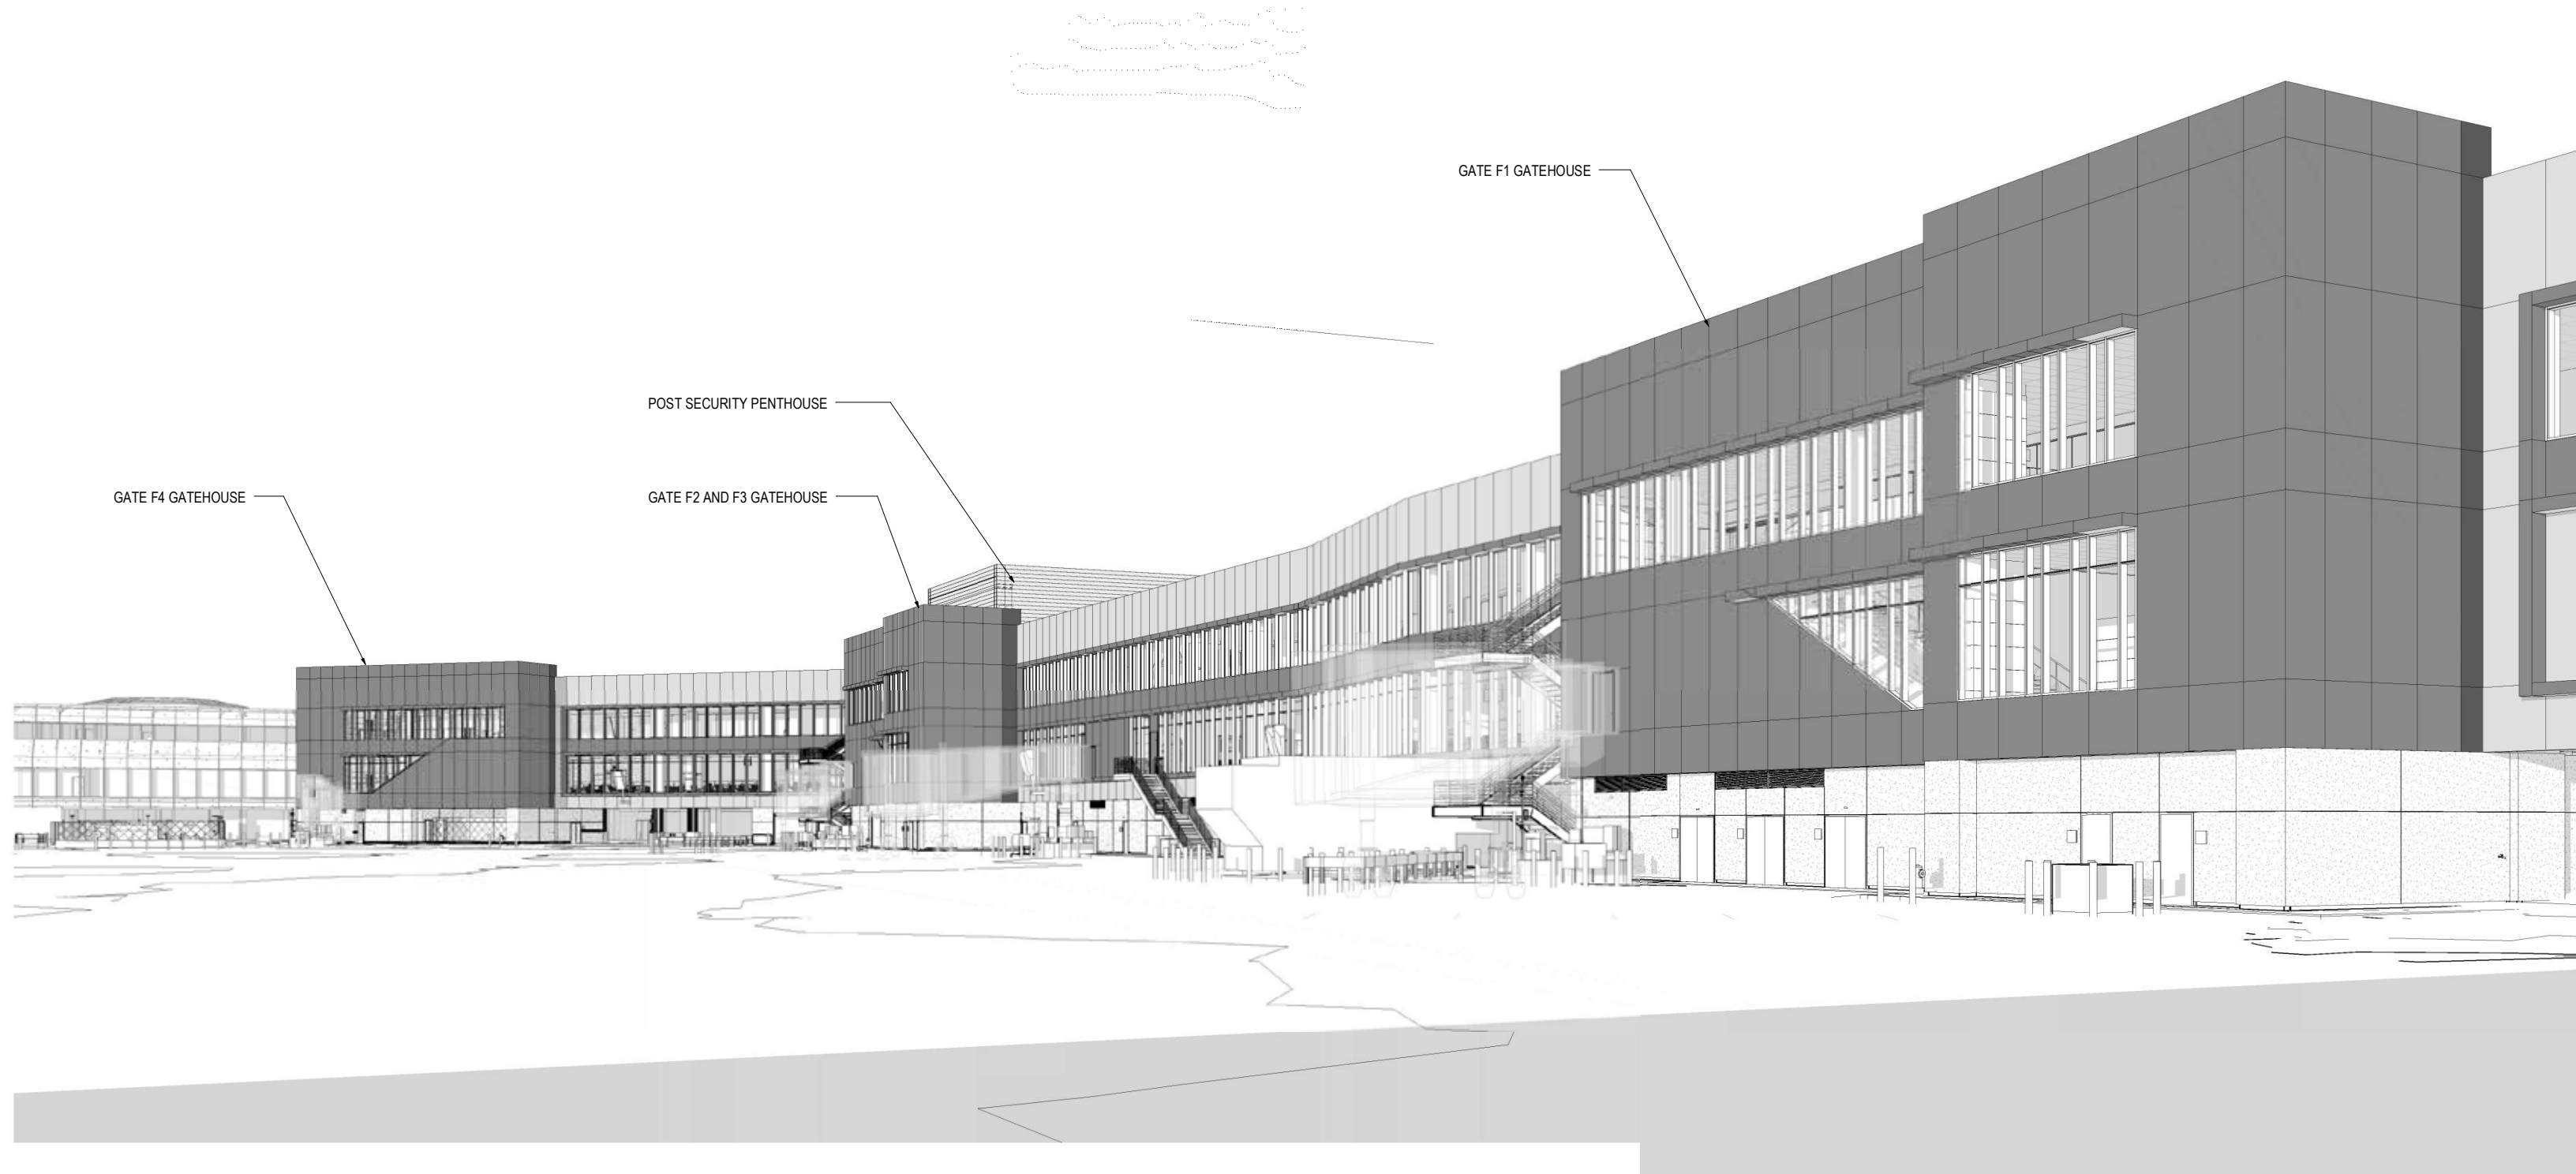 GATE F1 GATEHOUSE
POST SECURITY PENTHOUSE
GATE F4 GATEHOUSE
GATE F2 AND F3 GATEHOUSE